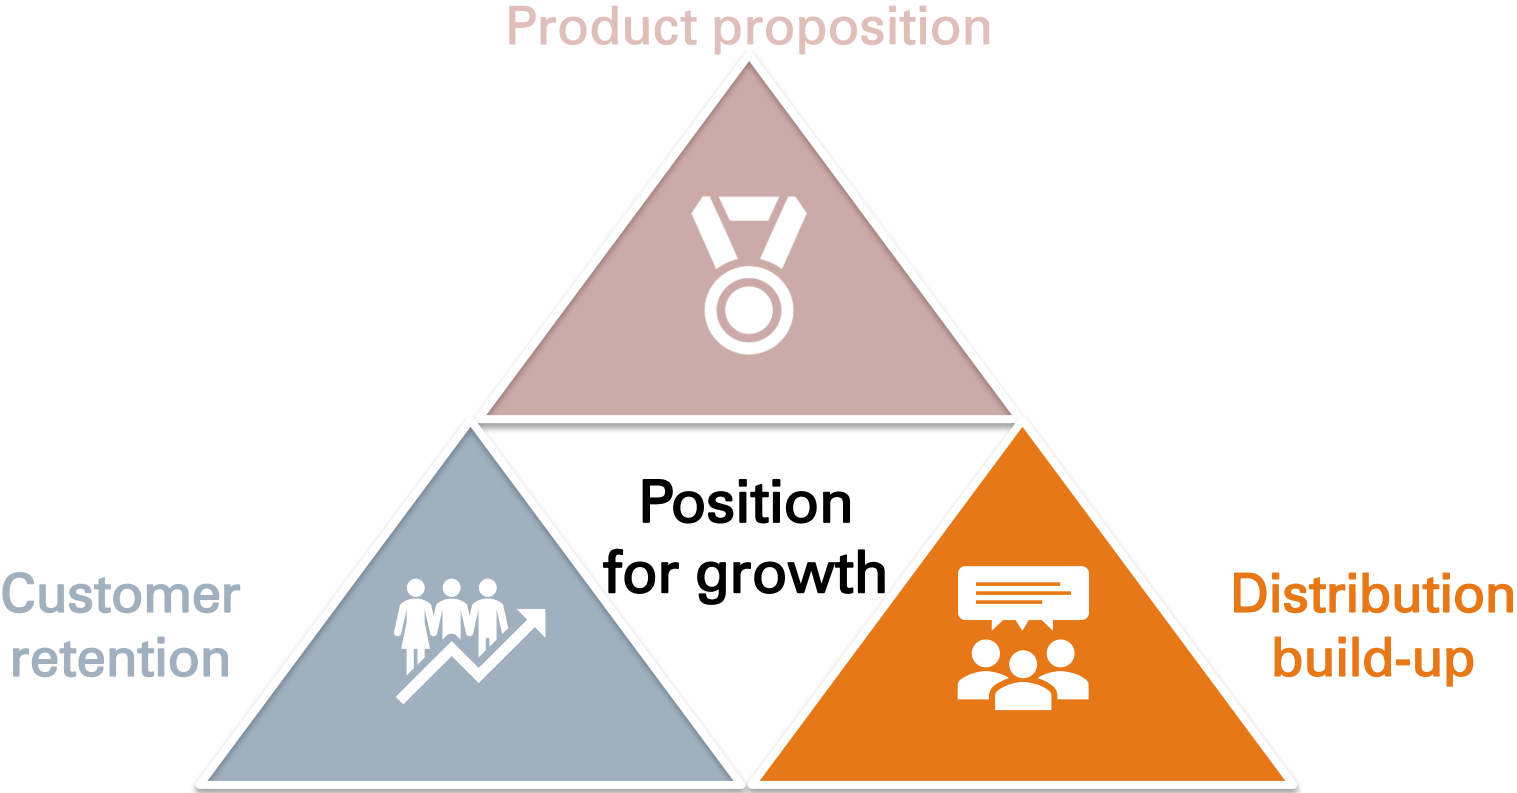 Product proposition
Position
for growth
Customer
retention
Distribution
build-up